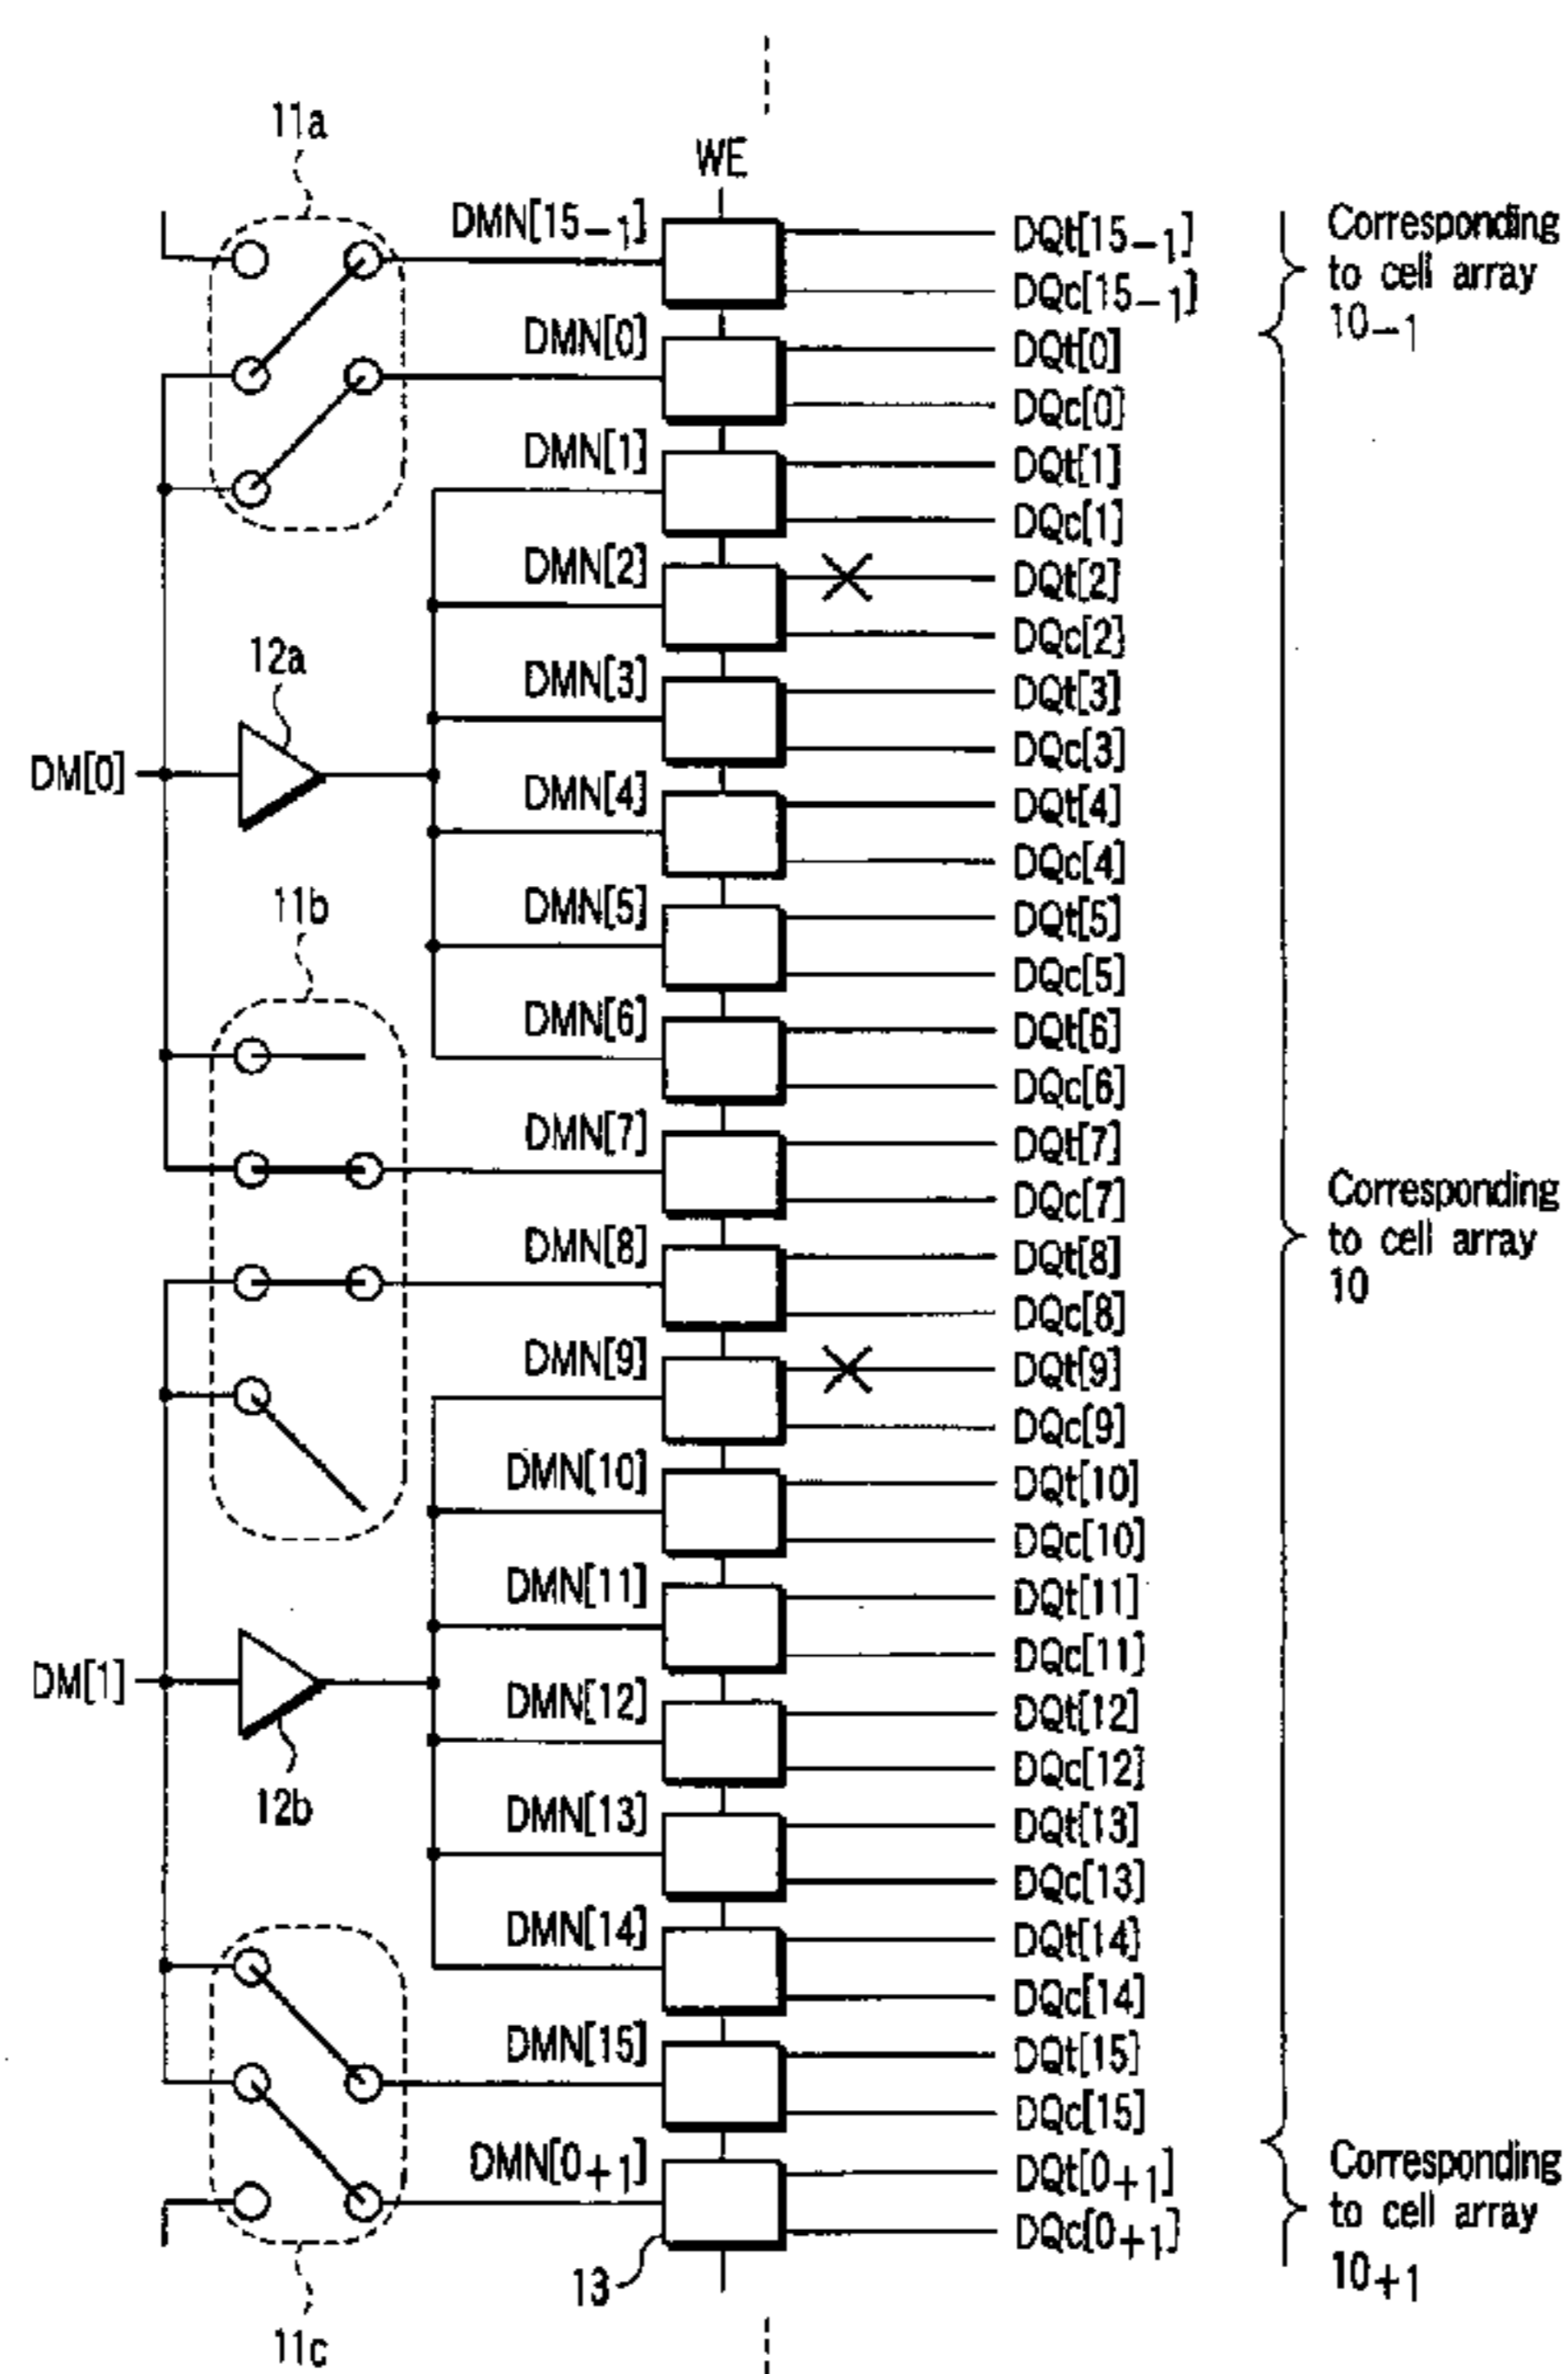 11a
WE
DMN[15−1]
DQt[15−1]
DQc[15−1]
Corresponding
to cell array
10−1
DMN[0]
DQt[0]
DQc[0]
DMN[1]
DQt[1]
DQc[1]
DMN[2]
DQt[2]
DQc[2]
12a
DMN[3]
DQt[3]
DQc[3]
DM[0]
DMN[4]
DQt[4]
DQc[4]
11b
DMN[5]
DQt[5]
DQc[5]
DMN[6]
DQt[6]
DQc[6]
DMN[7]
DQt[7]
DQc[7]
Corresponding
to cell array
10
DMN[8]
DQt[8]
DQc[8]
DMN[9]
DQt[9]
DQc[9]
DMN[10]
DQt[10]
DQc[10]
DMN[11]
DQt[11]
DQc[11]
DM[1]
DMN[12]
DQt[12]
DQc[12]
12b
DMN[13]
DQt[13]
DQc[13]
DMN[14]
DQt[14]
DQc[14]
DMN[15]
DQt[15]
DQc[15]
DMN[0+1]
DQt[0+1]
DQc[0+1]
Corresponding
to cell array
10+1
13
11c